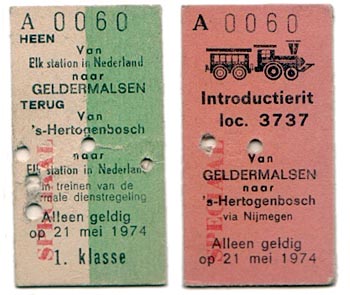 A 0060
HEEN
Van
Elk station in Nederland
naar
GELDERMALSEN
TERUG
Van
's-Hertogenbosch
naar
Elk station in Nederland
In treinen van de
male dienstregeling
Alleen geldig
op 21 mei 1974
1. klasse
SPECIAAL
A 0060
Introductierit
loc. 3737
Van
GELDERMALSEN
naar
's-Hertogenbosch
via Nijmegen
Alleen geldig
op 21 mei 1974
SPECIAAL